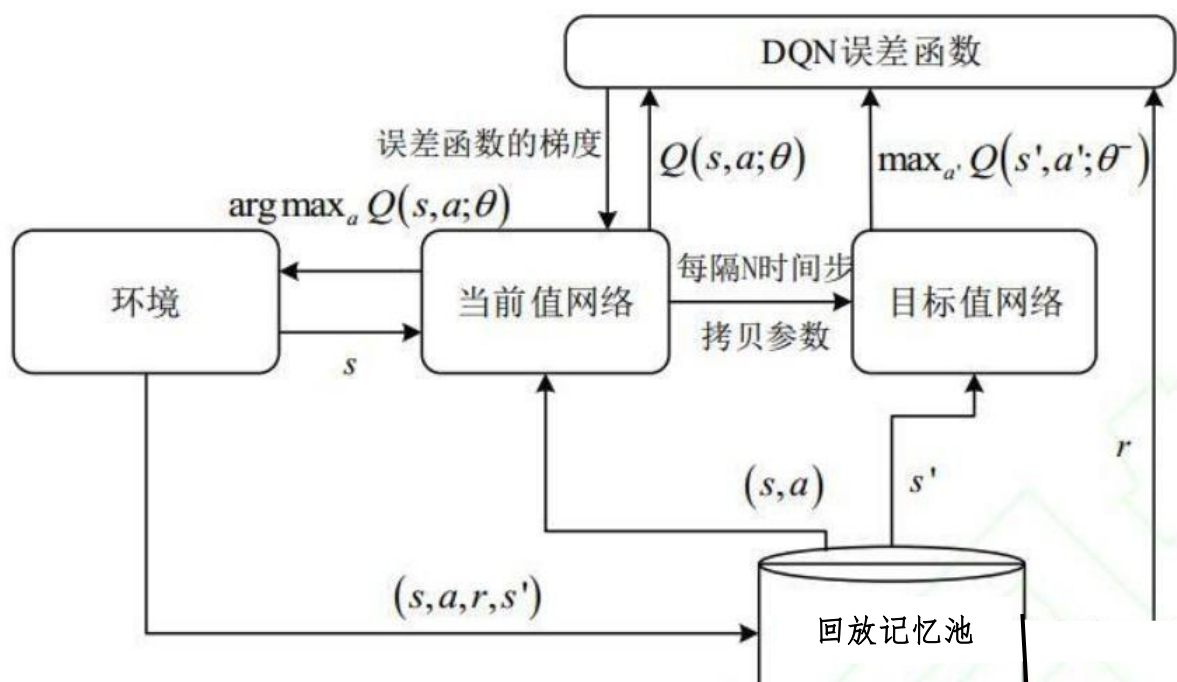 DQN误差函数
误差函数的梯度
Q(s,a;θ)
max_{a'} Q(s',a';θ⁻)
arg max_a Q(s,a;θ)
环境
当前值网络
每隔N时间步
拷贝参数
目标值网络
s
(s,a)
s'
r
(s,a,r,s')
回放记忆池